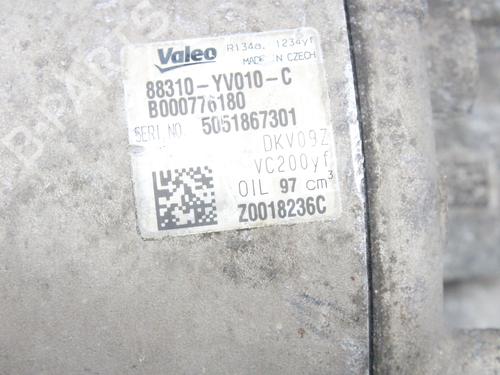 Valeo R134a, 1234yf
MADE IN CZECH
88310-YV010-C
B000776180
SERI.NO. 5051867301
DKV09Z
VC200yf
OIL 97 cm³
Z0018236C